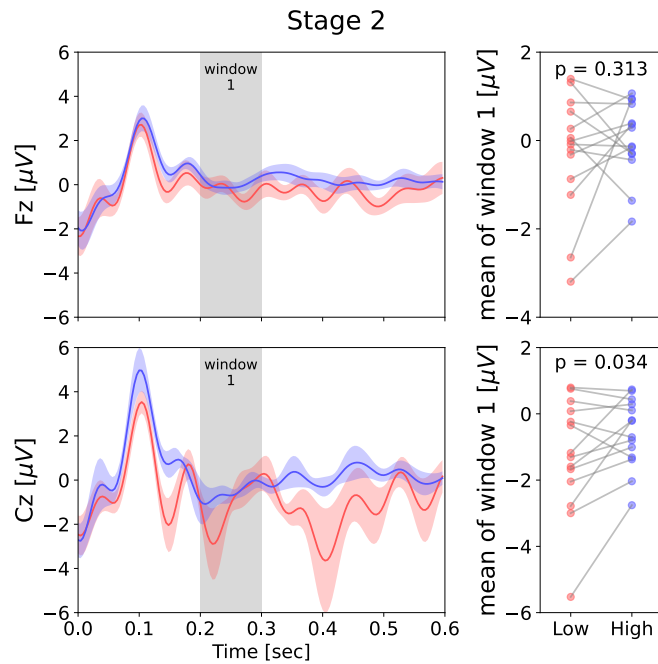 Stage 2
6
4
2
0
−2
−4
−6
Fz [μV]
window
1
2
0
−2
−4
mean of window 1 [μV]
p = 0.313
6
4
2
0
−2
−4
−6
Cz [μV]
window
1
0.0 0.1 0.2 0.3 0.4 0.5 0.6
Time [sec]
2
0
−2
−4
−6
mean of window 1 [μV]
p = 0.034
Low High